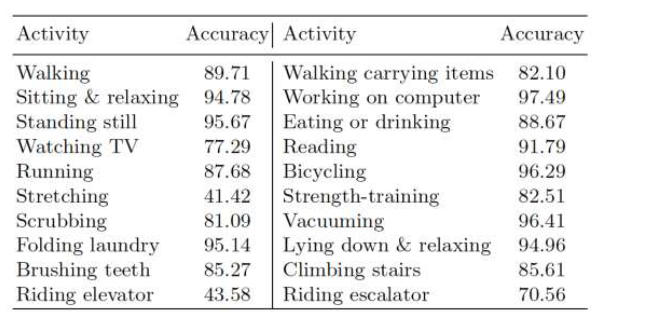 Activity Accuracy Activity Accuracy
Walking 89.71 Walking carrying items 82.10
Sitting & relaxing 94.78 Working on computer 97.49
Standing still 95.67 Eating or drinking 88.67
Watching TV 77.29 Reading 91.79
Running 87.68 Bicycling 96.29
Stretching 41.42 Strength-training 82.51
Scrubbing 81.09 Vacuuming 96.41
Folding laundry 95.14 Lying down & relaxing 94.96
Brushing teeth 85.27 Climbing stairs 85.61
Riding elevator 43.58 Riding escalator 70.56